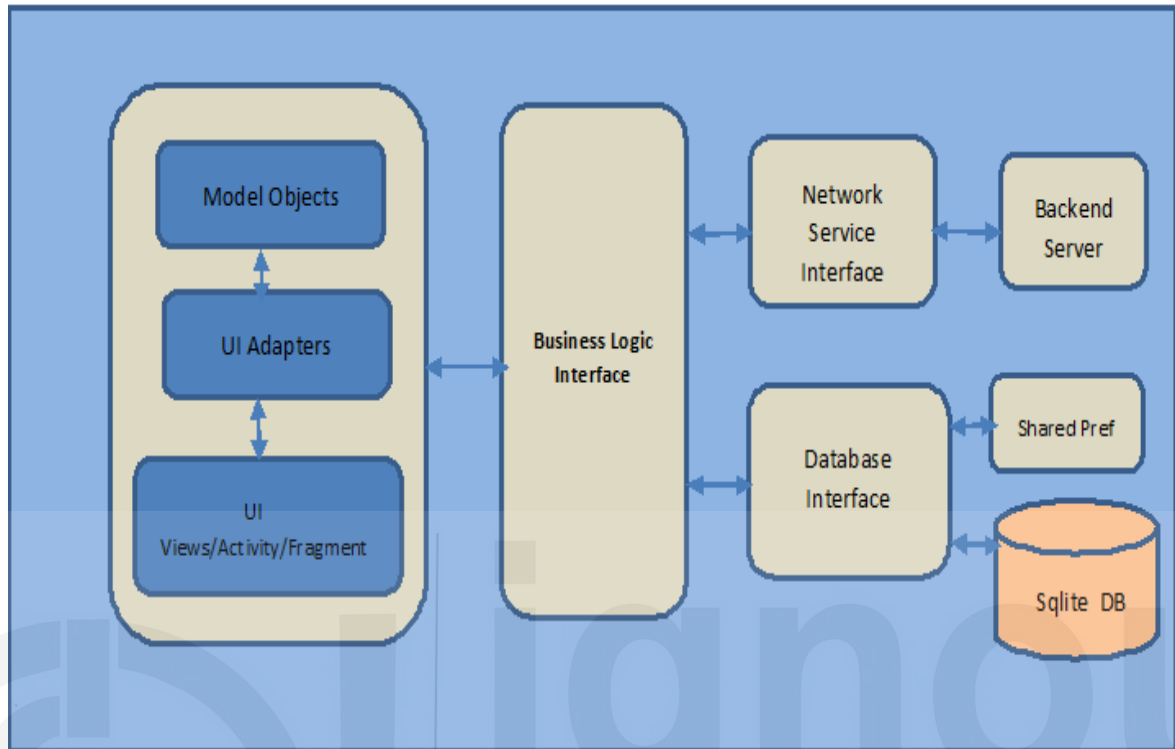 Model Objects
UI Adapters
UI
Views/Activity/Fragment
Business Logic
Interface
Network
Service
Interface
Backend
Server
Database
Interface
Shared Pref
Sqlite DB
ignou